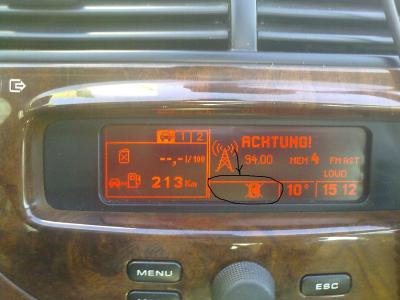 1 2
ACHTUNG!
--,- l/100
94.00 MEM 4 FM AST
LOUD
213 Km
10° 15 12
MENU
ESC